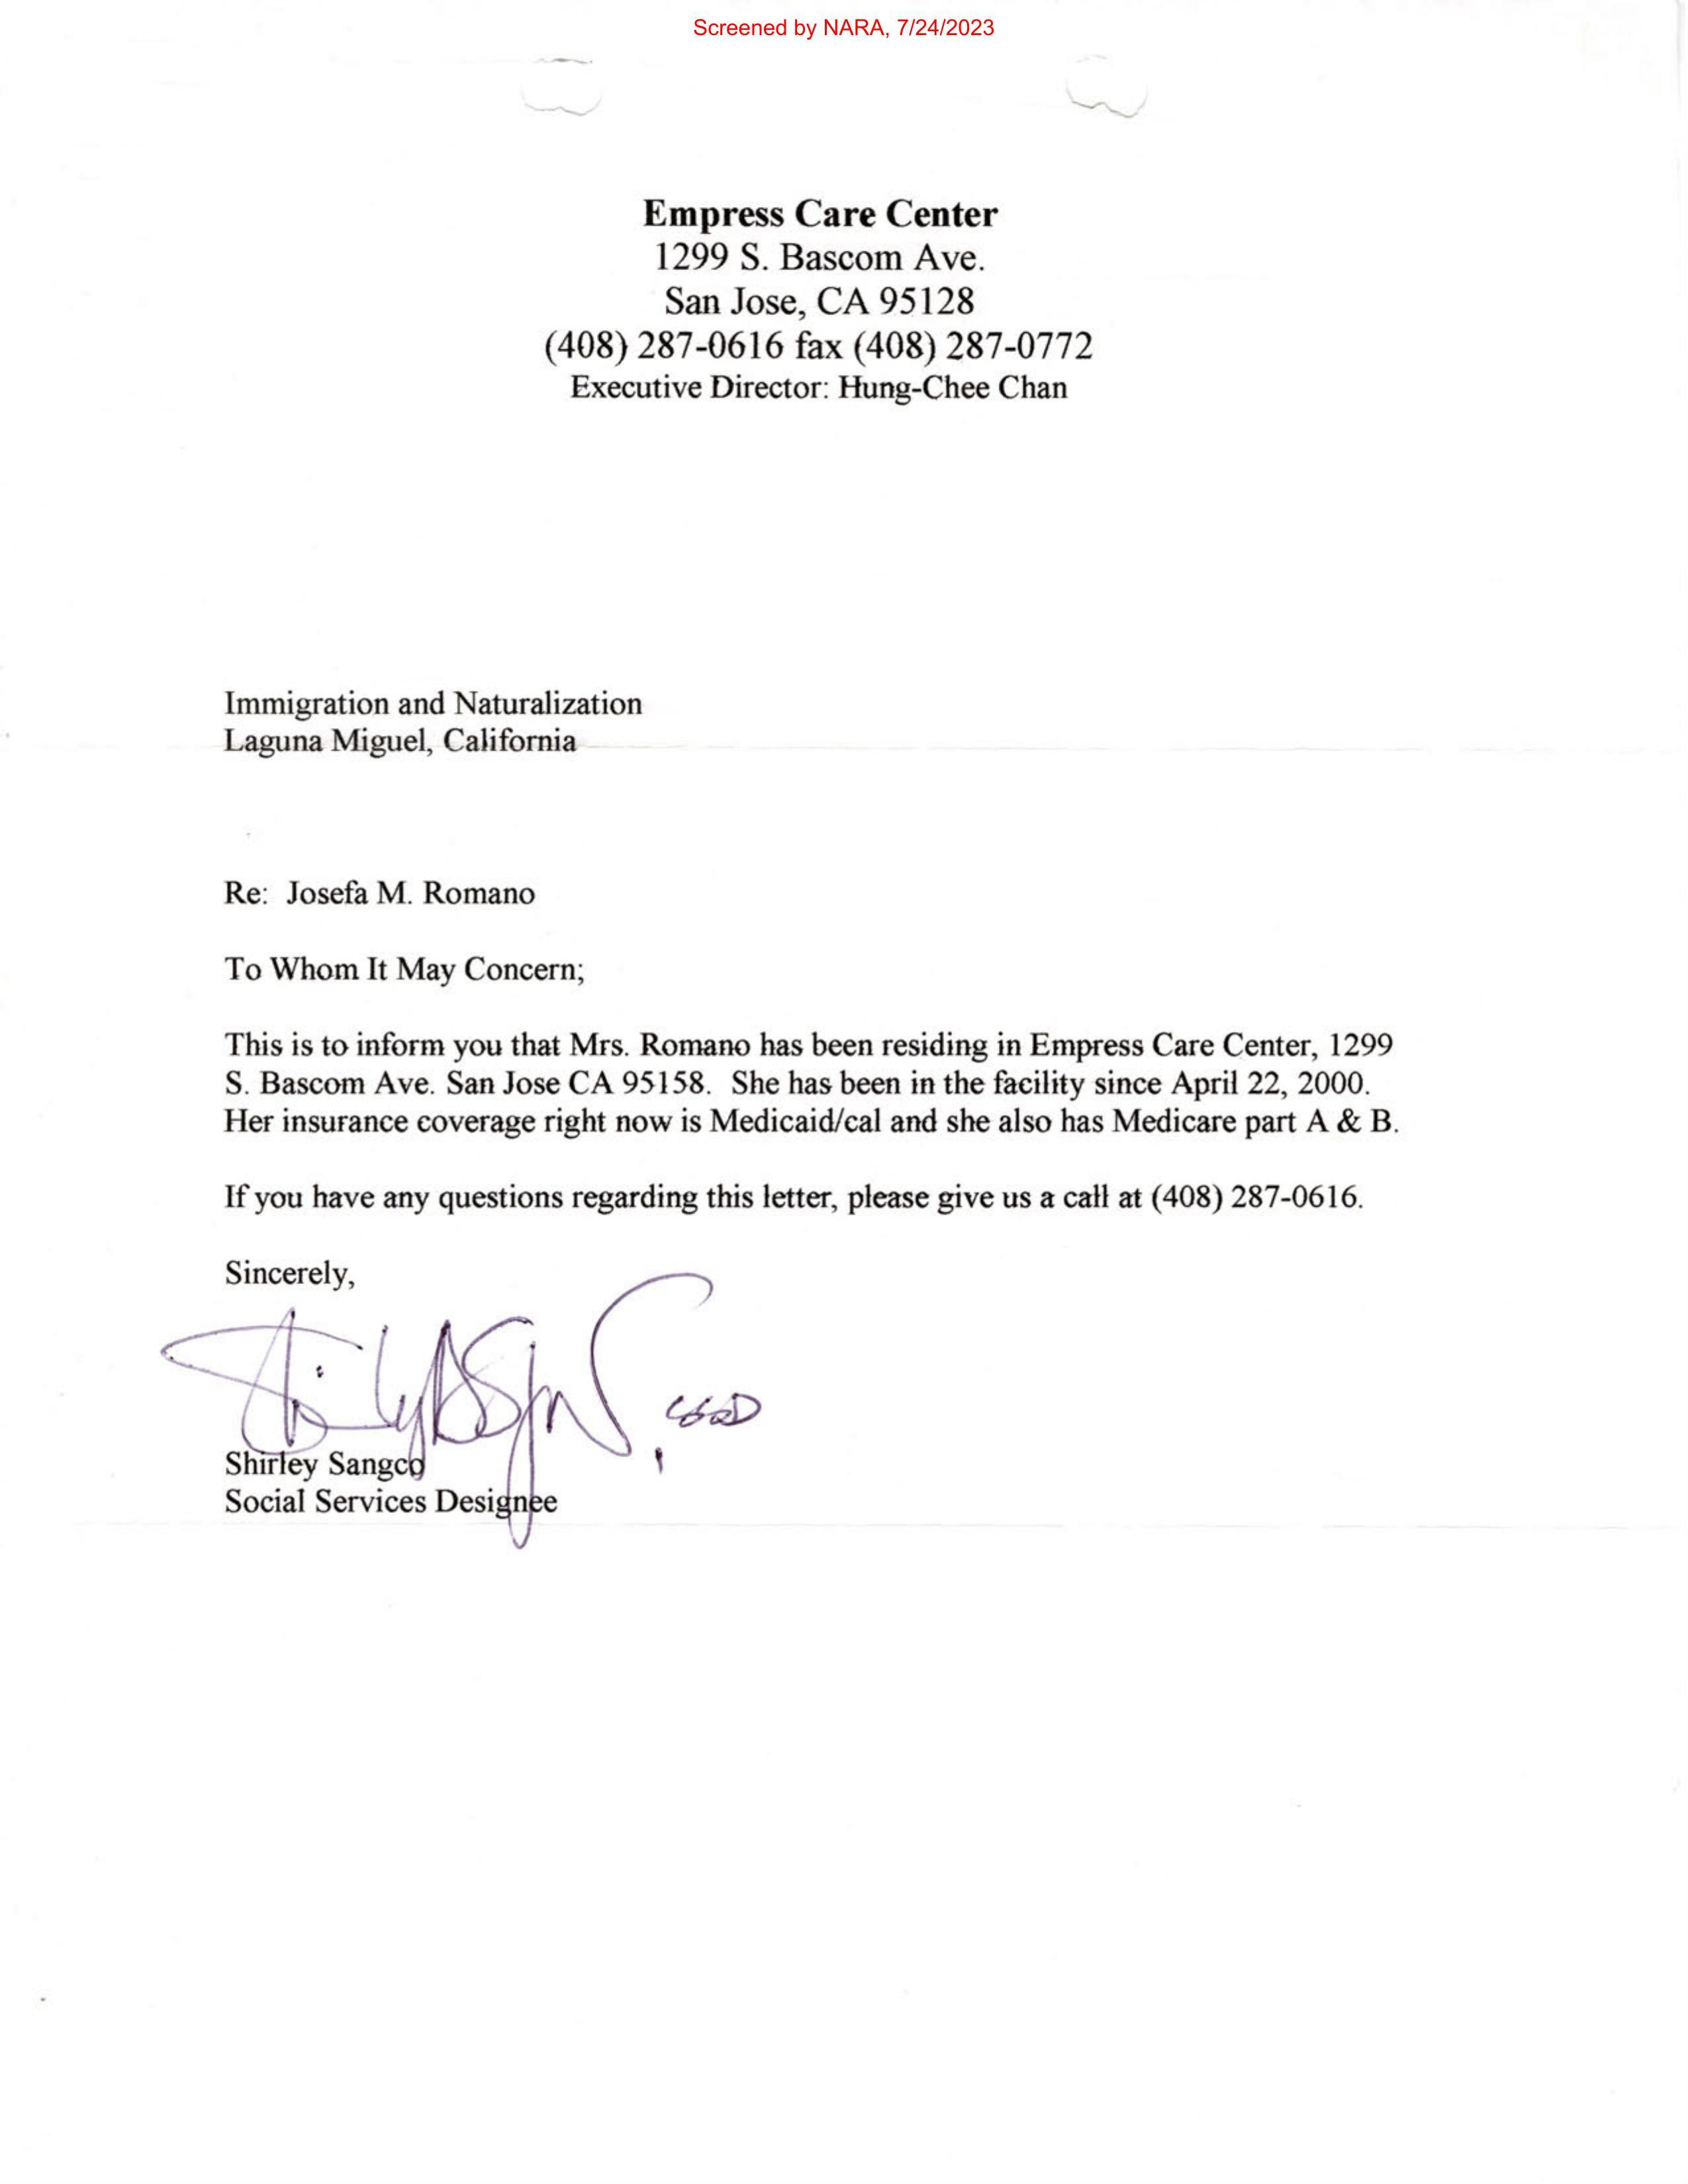 Screened by NARA, 7/24/2023
Empress Care Center
1299 S. Bascom Ave.
San Jose, CA 95128
(408) 287-0616 fax (408) 287-0772
Executive Director: Hung-Chee Chan
Immigration and Naturalization
Laguna Miguel, California
Re: Josefa M. Romano
To Whom It May Concern;
This is to inform you that Mrs. Romano has been residing in Empress Care Center, 1299
S. Bascom Ave. San Jose CA 95158. She has been in the facility since April 22, 2000.
Her insurance coverage right now is Medicaid/cal and she also has Medicare part A & B.
If you have any questions regarding this letter, please give us a call at (408) 287-0616.
Sincerely,
Shirley Sangco
Social Services Designee